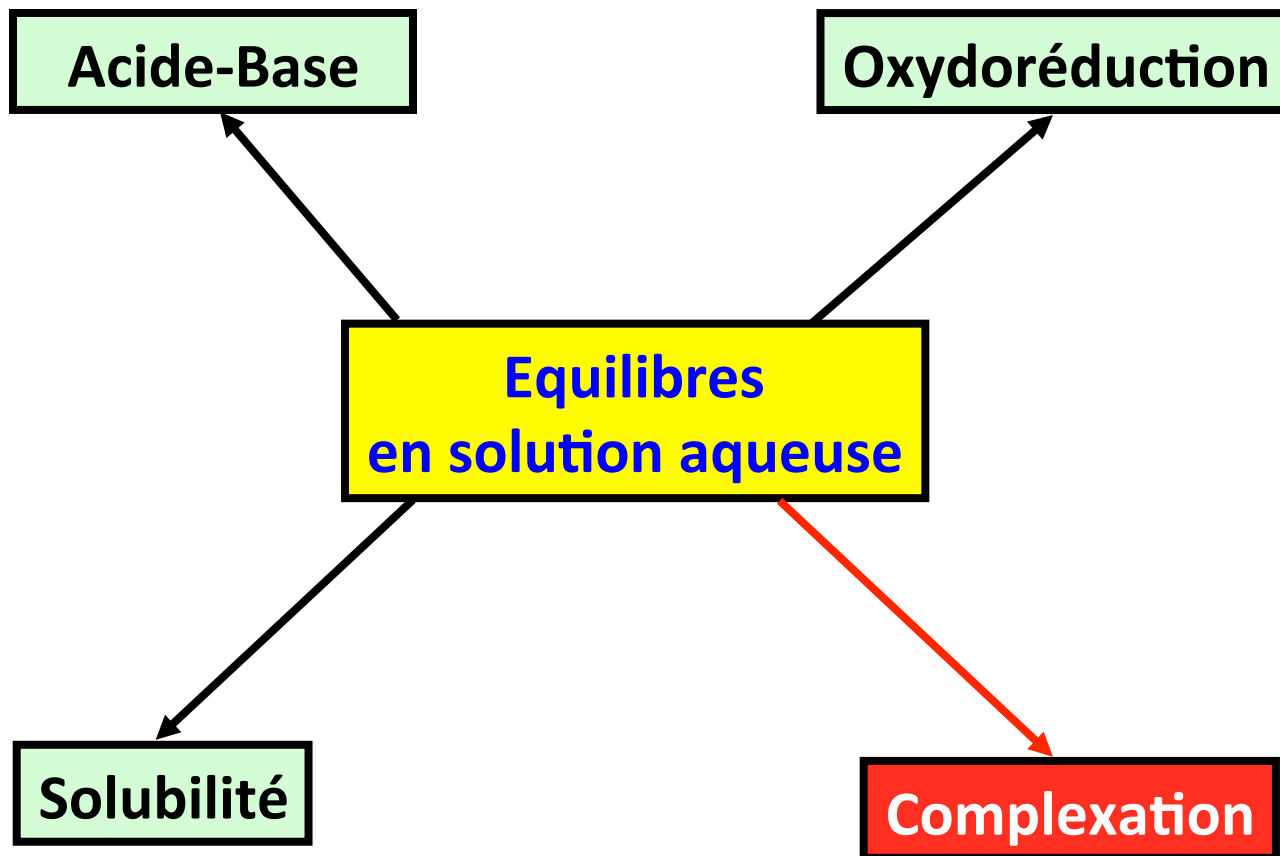 Acide-Base
Oxydoréduction
Equilibres
en solution aqueuse
Solubilité
Complexation